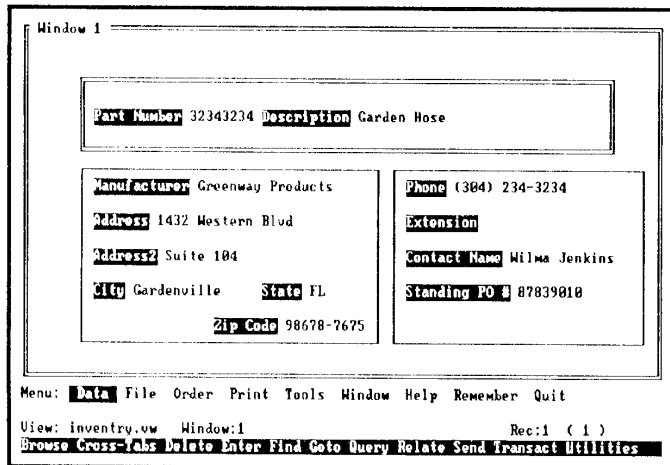 Window 1
Part Number 32343234 Description Garden Hose
Manufacturer Greenway Products
Address 1432 Western Blvd
Address2 Suite 104
City Gardenville State FL
Zip Code 98678-7675
Phone (304) 234-3234
Extension
Contact Name Wilma Jenkins
Standing PO # 87839010
Menu: Data File Order Print Tools Window Help Remember Quit
View: inventry.vw Window:1 Rec:1 ( 1 )
Browse Cross-Tabs Delete Enter Find Goto Query Relate Send Transact Utilities